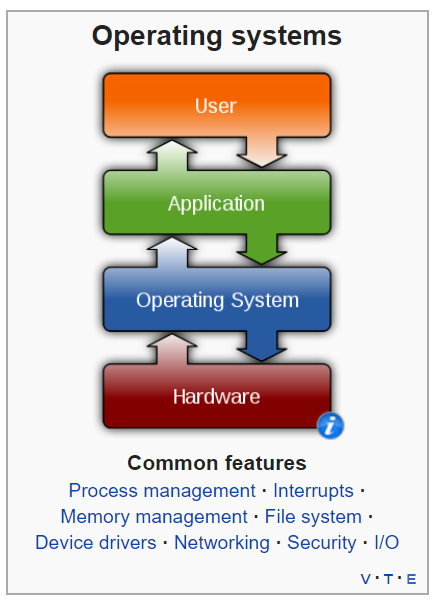 Operating systems
User
Application
Operating System
Hardware
i
Common features
Process management · Interrupts ·
Memory management · File system ·
Device drivers · Networking · Security · I/O
V · T · E